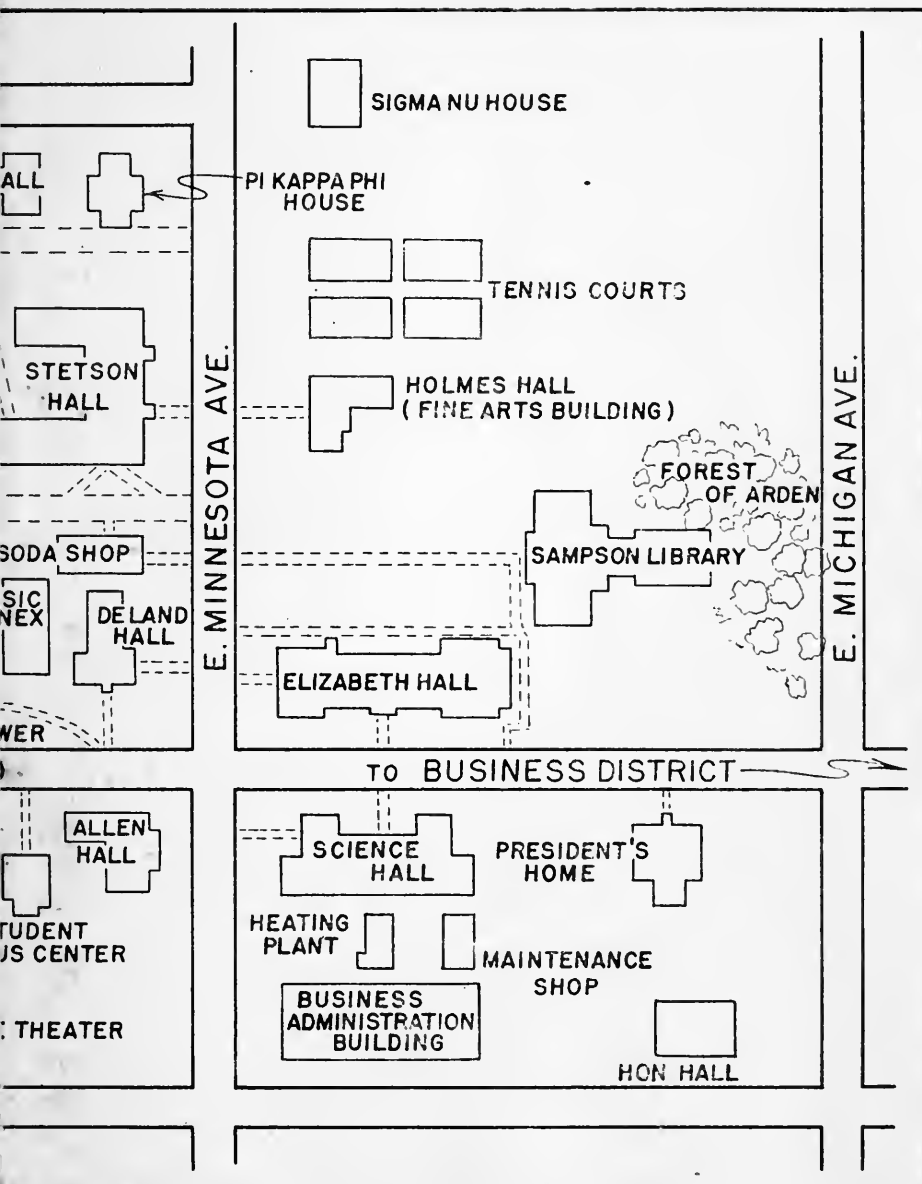 SIGMA NU HOUSE
ALL
PI KAPPA PHI
HOUSE
TENNIS COURTS
STETSON
HALL
E. MINNESOTA AVE.
HOLMES HALL
(FINE ARTS BUILDING)
E. MICHIGAN AVE.
FOREST
OF ARDEN
SODA SHOP
SAMPSON LIBRARY
SIC
NEX
DELAND
HALL
ELIZABETH HALL
WER
TO BUSINESS DISTRICT
ALLEN
HALL
SCIENCE
HALL
PRESIDENT'S
HOME
TUDENT
US CENTER
HEATING
PLANT
MAINTENANCE
SHOP
BUSINESS
ADMINISTRATION
BUILDING
THEATER
HON HALL